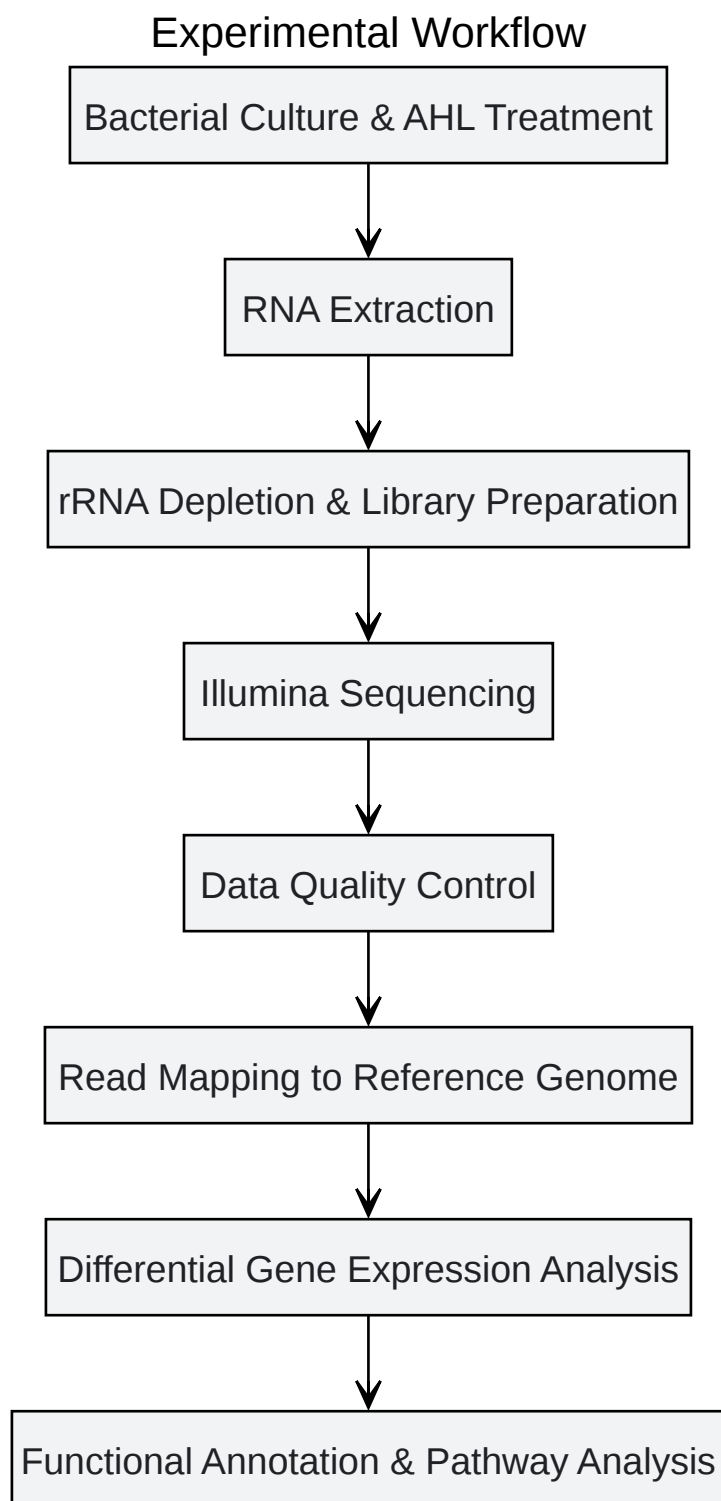 Experimental Workflow
Bacterial Culture & AHL Treatment
RNA Extraction
rRNA Depletion & Library Preparation
Illumina Sequencing
Data Quality Control
Read Mapping to Reference Genome
Differential Gene Expression Analysis
Functional Annotation & Pathway Analysis